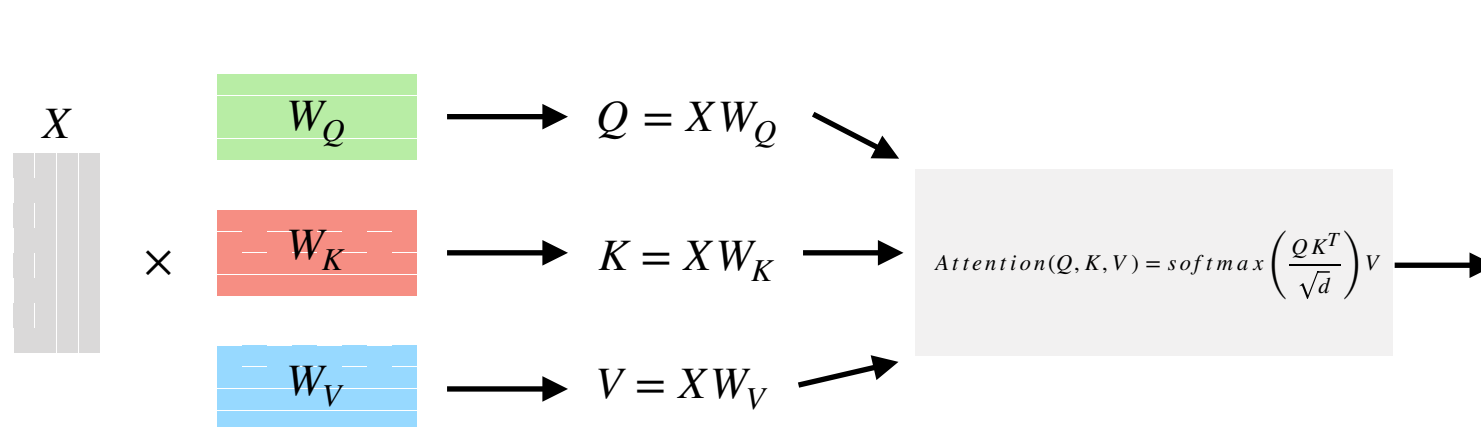 X
×
W_Q
Q = XW_Q
W_K
K = XW_K
W_V
V = XW_V
Attention(Q, K, V) = softmax(QK^T / √d)V